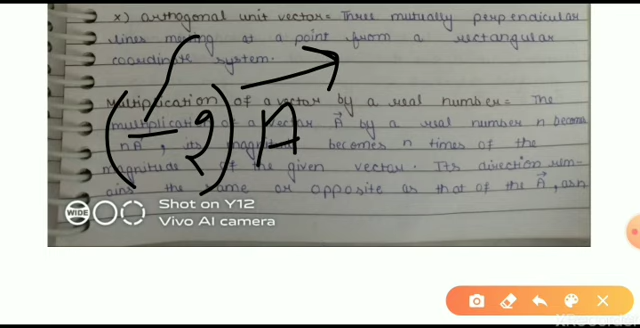 x) orthogonal unit vector = Three mutually perpendicular
lines meeting at a point from a rectangular
coordinate system.
Multiplication of a vector by a real number = The
multiplication of a vector A⃗ by a real number n becomes
nA⃗, its magnitude becomes n times of the
magnitude of the given vector. Its direction rem-
ains the same or opposite as that of the A⃗, as n
(-2) A
WIDE
Shot on Y12
Vivo AI camera